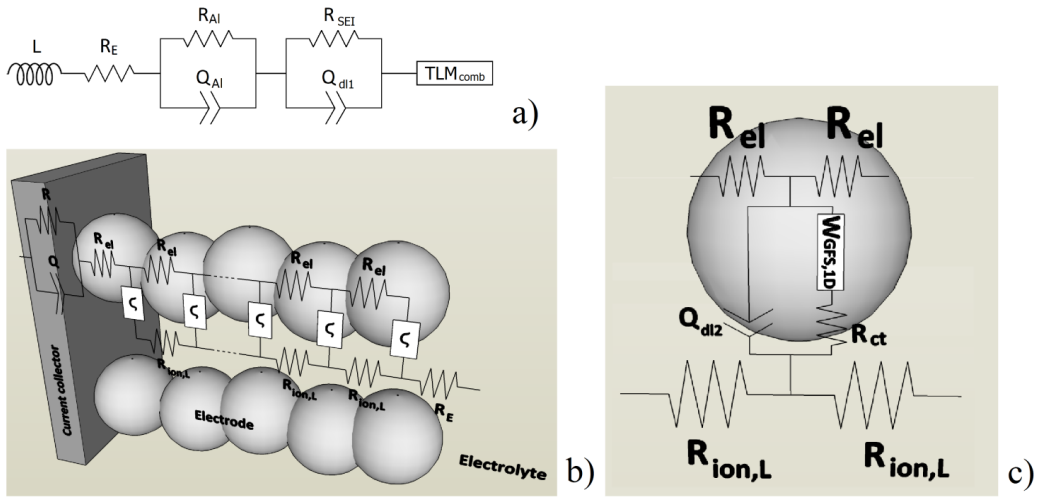 L
R_E
R_Al
Q_Al
R_SEI
Q_dl1
TLM_comb
a)
R
Q
R_el
R_el
R_el
R_el
ς
ς
ς
ς
ς
R_ion,L
R_ion,L
R_ion,L
R_E
Current collector
Electrode
Electrolyte
b)
R_el
R_el
W_GFS,1D
Q_dl2
R_ct
R_ion,L
R_ion,L
c)